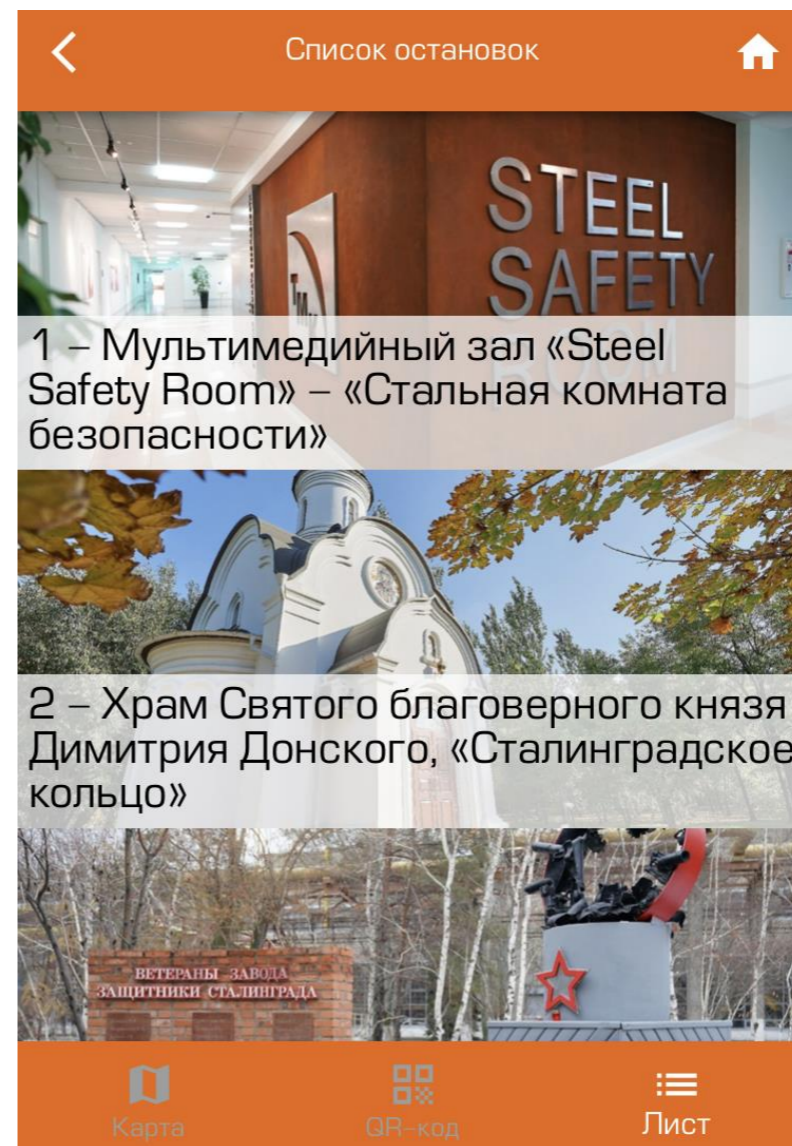 Список остановок
STEEL
SAFETY
ROOM
1 – Мультимедийный зал «Steel
Safety Room» – «Стальная комната
безопасности»
2 – Храм Святого благоверного князя
Димитрия Донского, «Сталинградское
кольцо»
ВЕТЕРАНЫ ЗАВОДА
ЗАЩИТНИКИ СТАЛИНГРАДА
Карта
QR-код
Лист